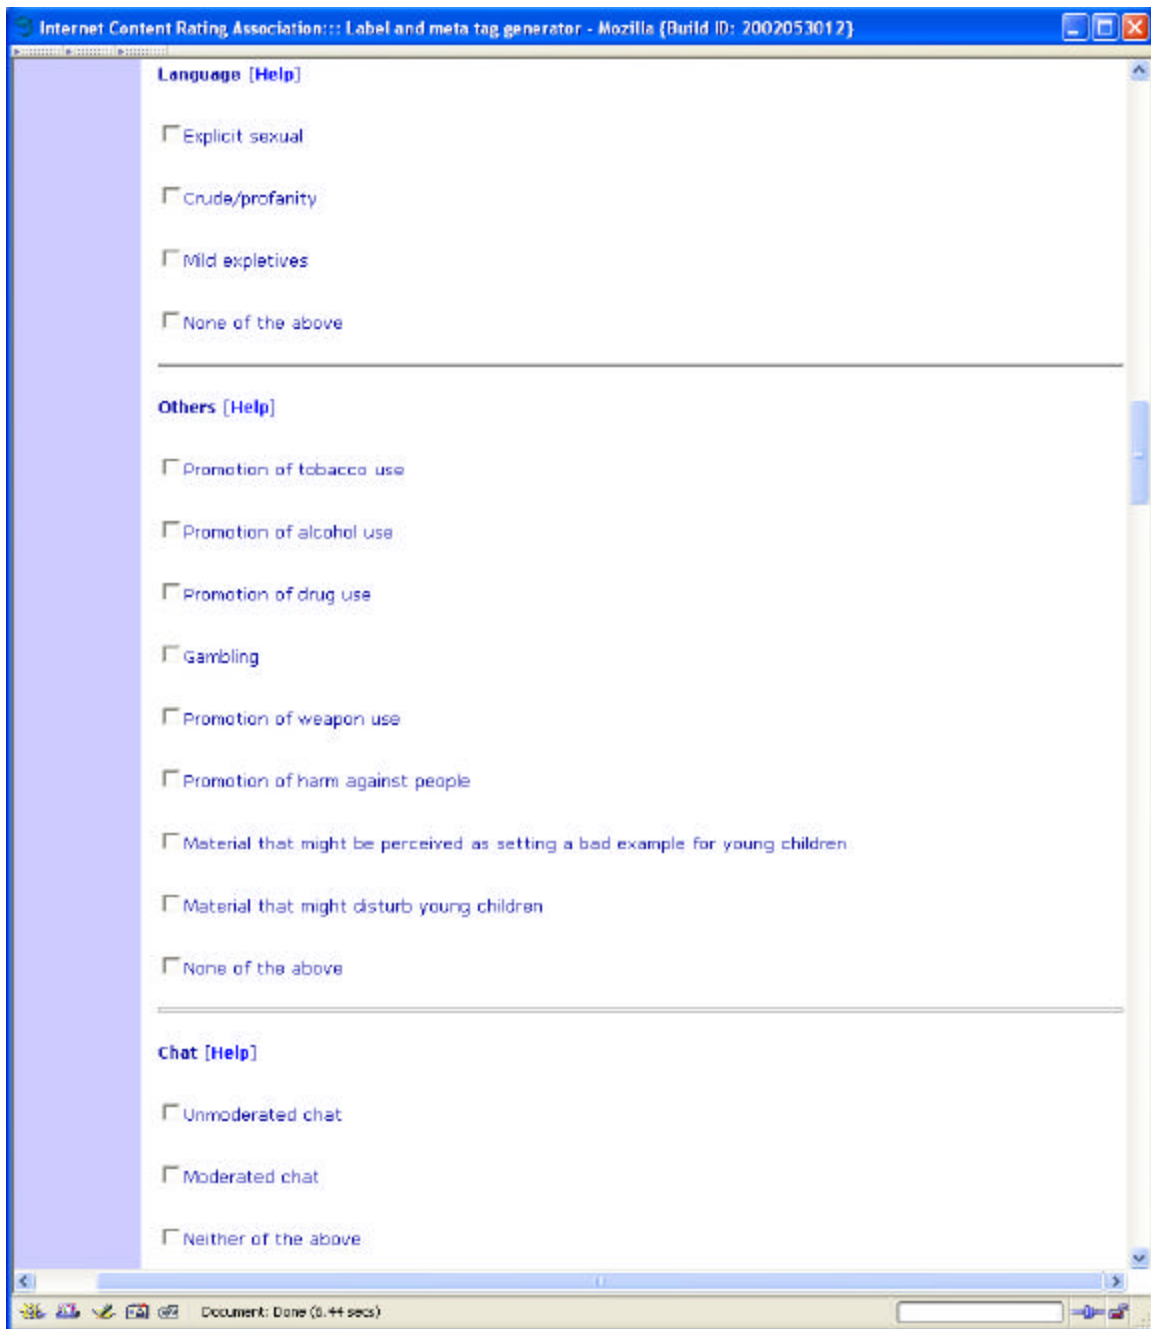 Internet Content Rating Association::: Label and meta tag generator - Mozilla {Build ID: 2002053012}
Language [Help]
Explicit sexual
Crude/profanity
Mild expletives
None of the above
Others [Help]
Promotion of tobacco use
Promotion of alcohol use
Promotion of drug use
Gambling
Promotion of weapon use
Promotion of harm against people
Material that might be perceived as setting a bad example for young children
Material that might disturb young children
None of the above
Chat [Help]
Unmoderated chat
Moderated chat
Neither of the above
Document: Done (6.44 secs)